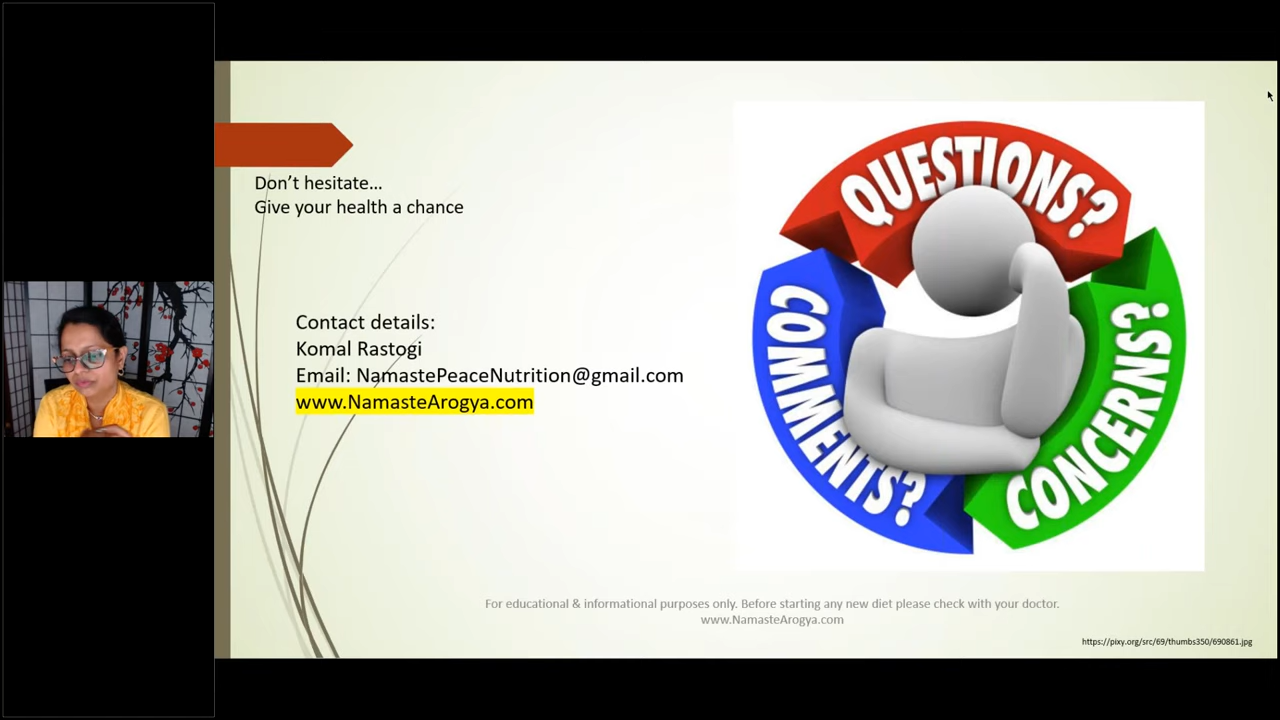 Don't hesitate...
Give your health a chance
Contact details:
Komal Rastogi
Email: NamastePeaceNutrition@gmail.com
www.NamasteArogya.com
QUESTIONS?
COMMENTS?
CONCERNS?
For educational & informational purposes only. Before starting any new diet please check with your doctor.
www.NamasteArogya.com
https://pixy.org/src/69/thumbs350/690861.jpg